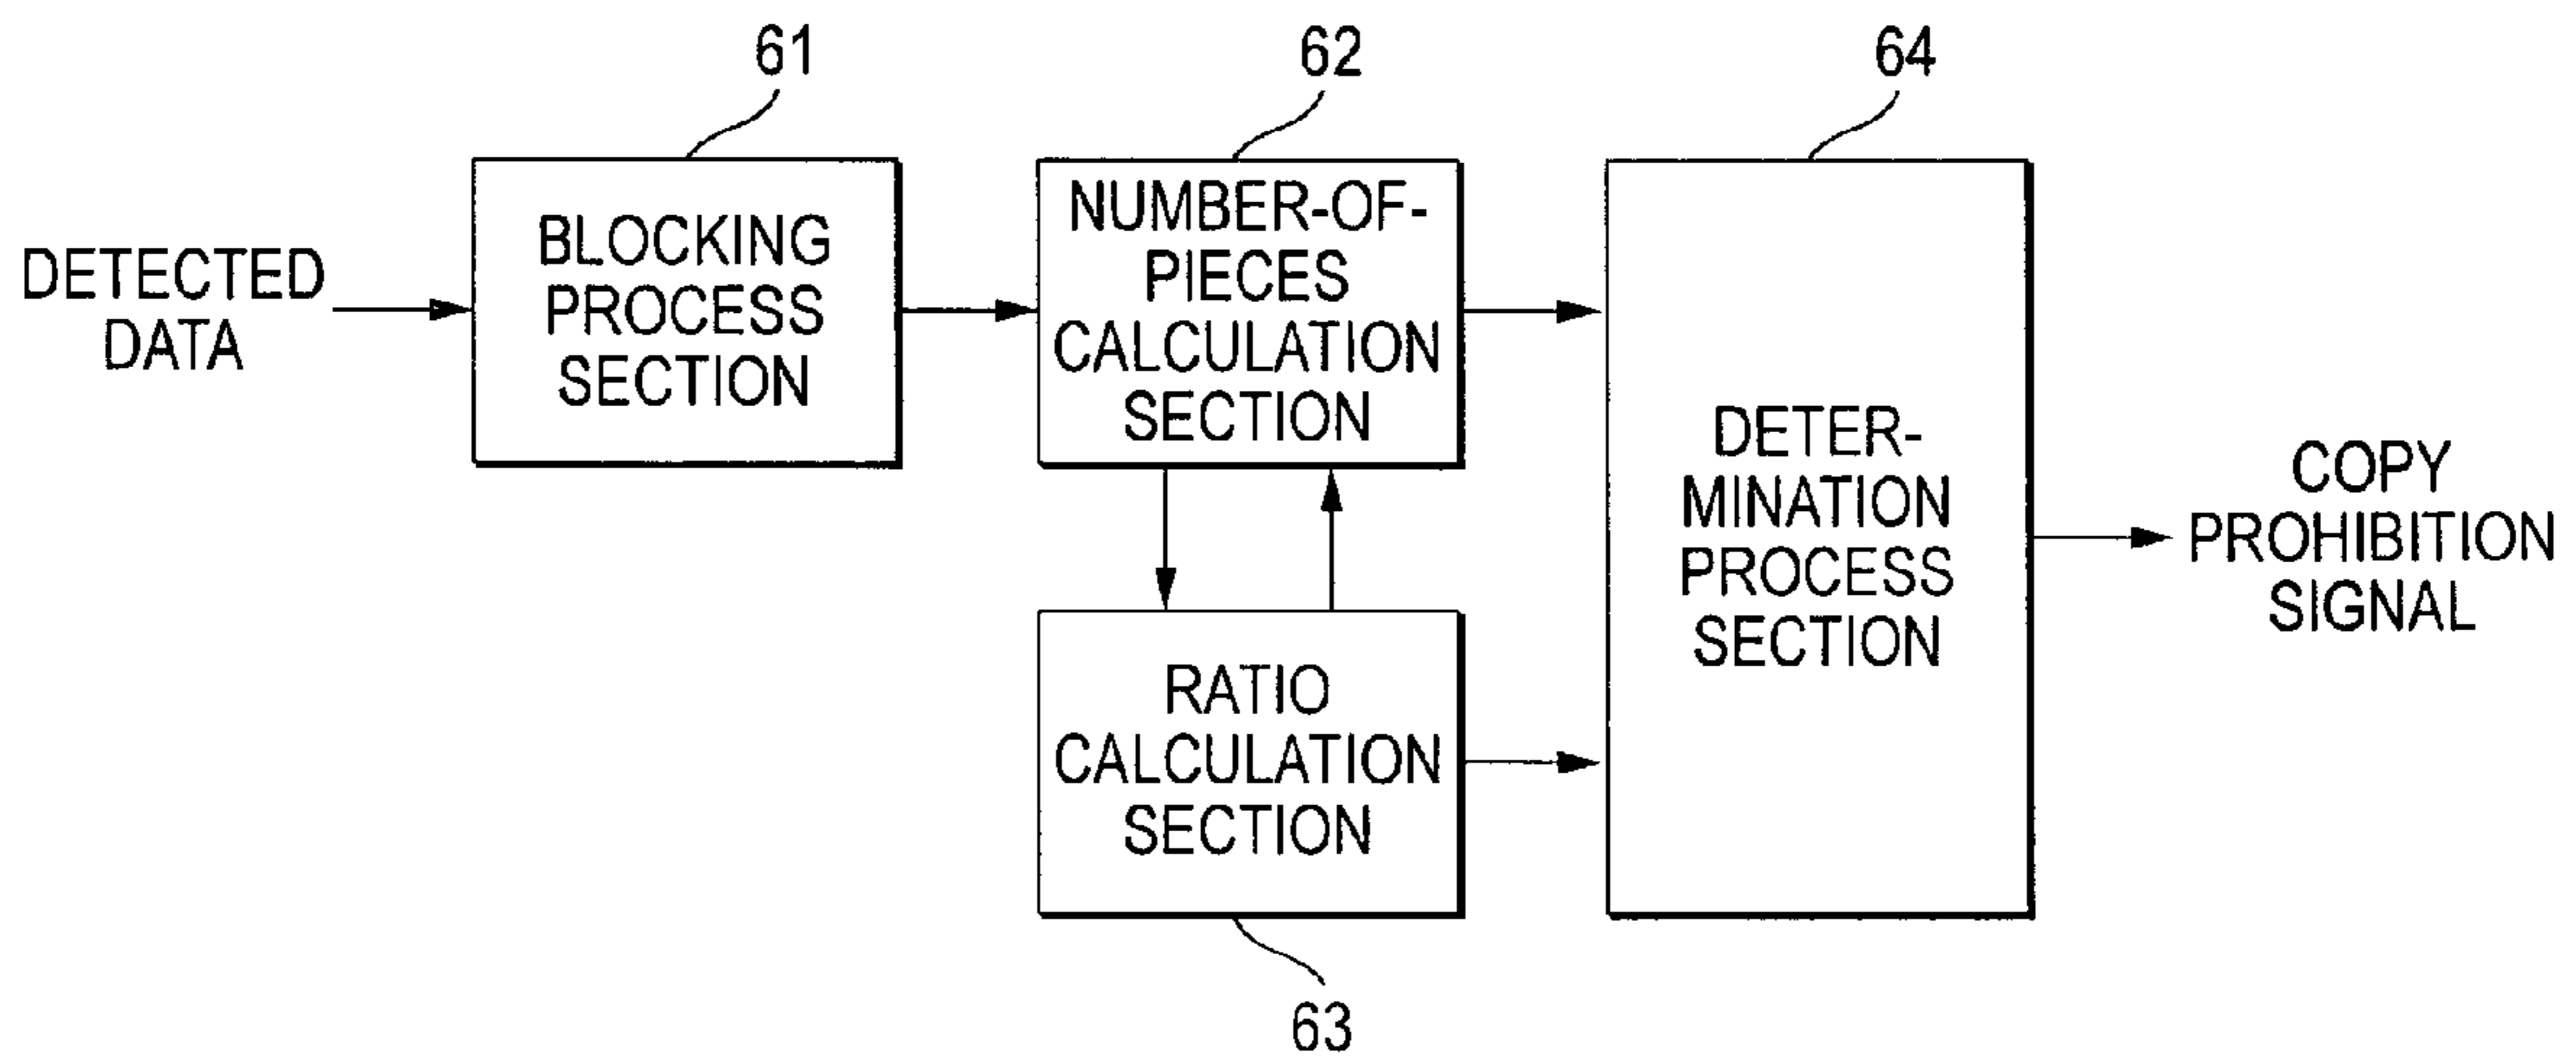 61
62
64
DETECTED
DATA
BLOCKING
PROCESS
SECTION
NUMBER-OF-
PIECES
CALCULATION
SECTION
DETER-
MINATION
PROCESS
SECTION
COPY
PROHIBITION
SIGNAL
RATIO
CALCULATION
SECTION
63